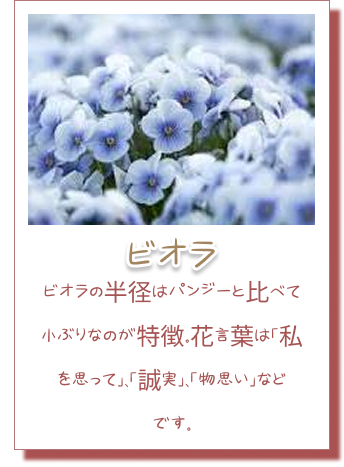 ビオラ
ビオラの半径はパンジーと比べて
小ぶりなのが特徴。花言葉は「私
を思って」、「誠実」、「物思い」など
です。